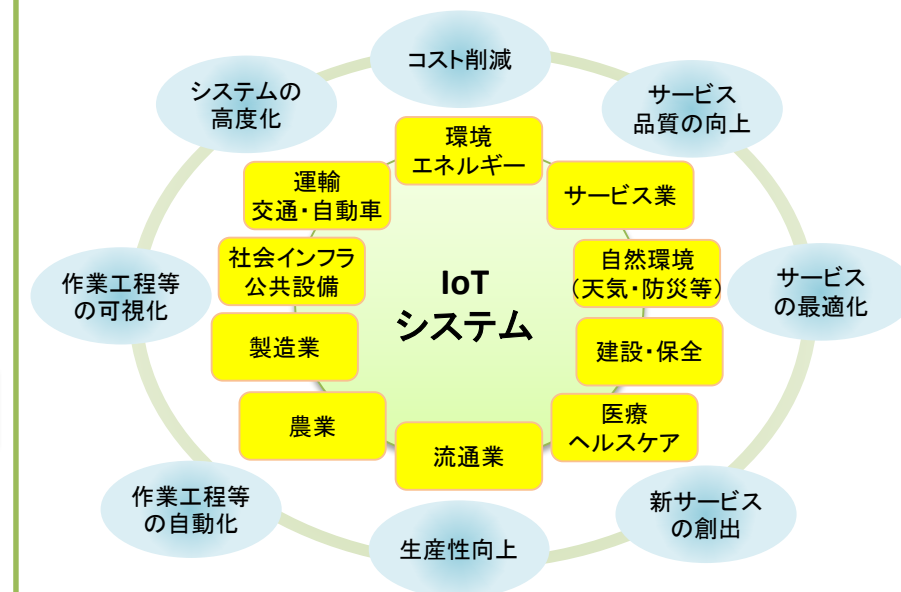 コスト削減
システムの
高度化
サービス
品質の向上
環境
エネルギー
運輸
交通・自動車
サービス業
社会インフラ
公共設備
自然環境
（天気・防災等）
作業工程等
の可視化
IoT
システム
サービス
の最適化
製造業
建設・保全
農業
医療
ヘルスケア
流通業
作業工程等
の自動化
新サービス
の創出
生産性向上